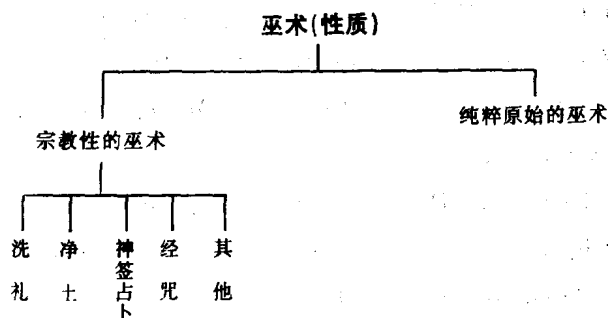 巫术(性质)
宗教性的巫术
纯粹原始的巫术
洗礼
净土
神签占卜
经咒
其他